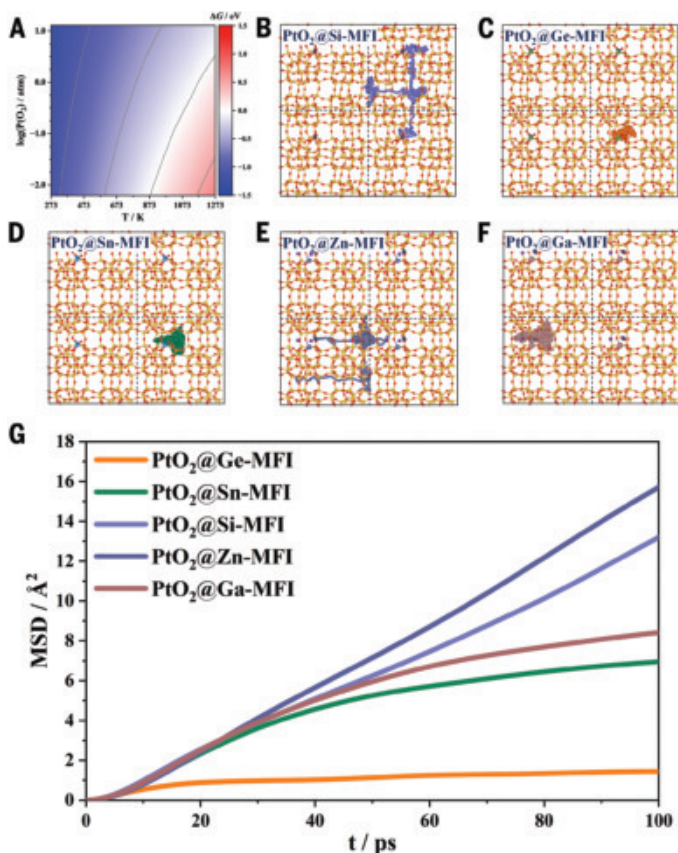 A
ΔG / eV
1.5
1.0
0.5
0.0
-0.5
-1.0
-1.5
log(P(O₂) / atm)
1.0
0.0
-1.0
-2.0
273 473 673 873 1073 1273
T / K
B
PtO₂@Si-MFI
C
PtO₂@Ge-MFI
D
PtO₂@Sn-MFI
E
PtO₂@Zn-MFI
F
PtO₂@Ga-MFI
G
PtO₂@Ge-MFI
PtO₂@Sn-MFI
PtO₂@Si-MFI
PtO₂@Zn-MFI
PtO₂@Ga-MFI
MSD / Å²
18
16
14
12
10
8
6
4
2
0
0 20 40 60 80 100
t / ps